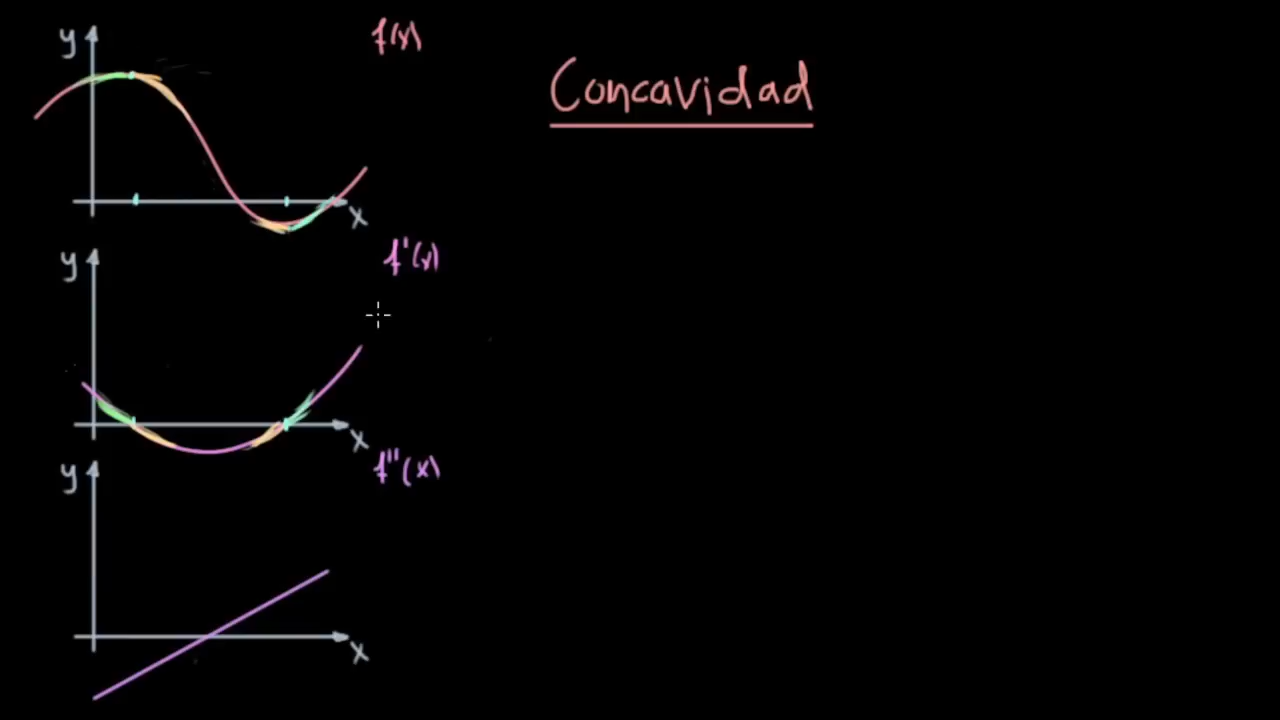 y
f(x)
Concavidad
x
y
f'(x)
x
y
f''(x)
x